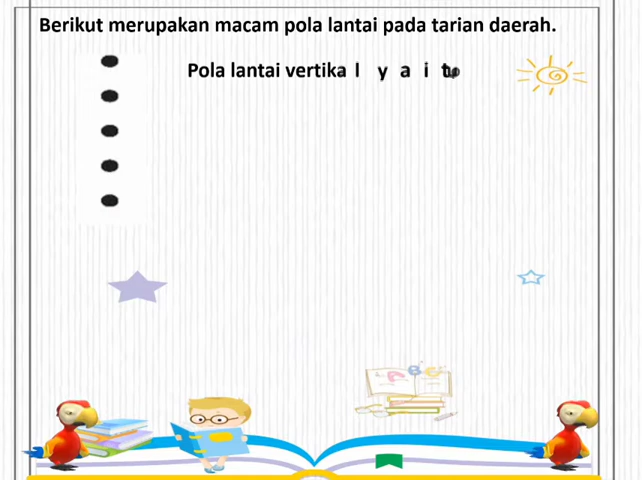 Berikut merupakan macam pola lantai pada tarian daerah.
Pola lantai vertikal yaitu
A B C